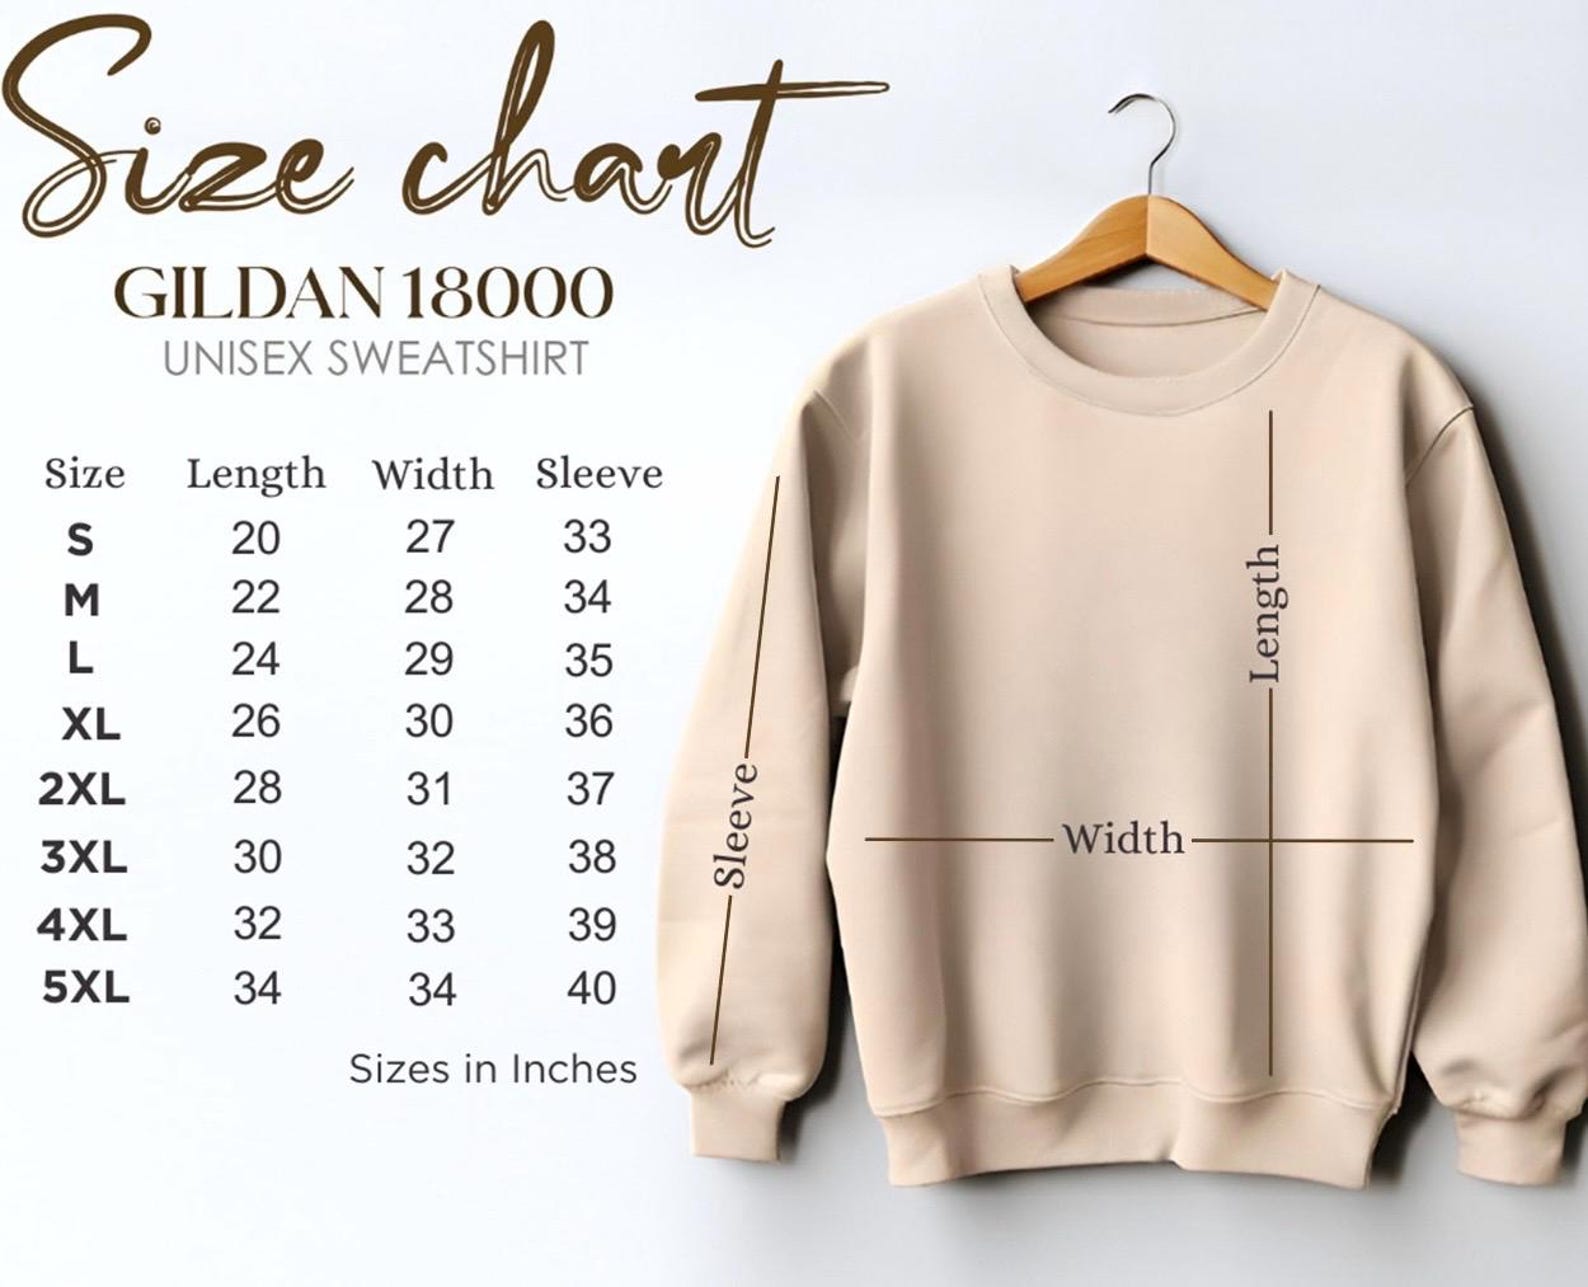 Size chart
GILDAN 18000
UNISEX SWEATSHIRT
Size Length Width Sleeve
S 20 27 33
M 22 28 34
L 24 29 35
XL 26 30 36
2XL 28 31 37
3XL 30 32 38
4XL 32 33 39
5XL 34 34 40
Sizes in Inches
Sleeve
Width
Length